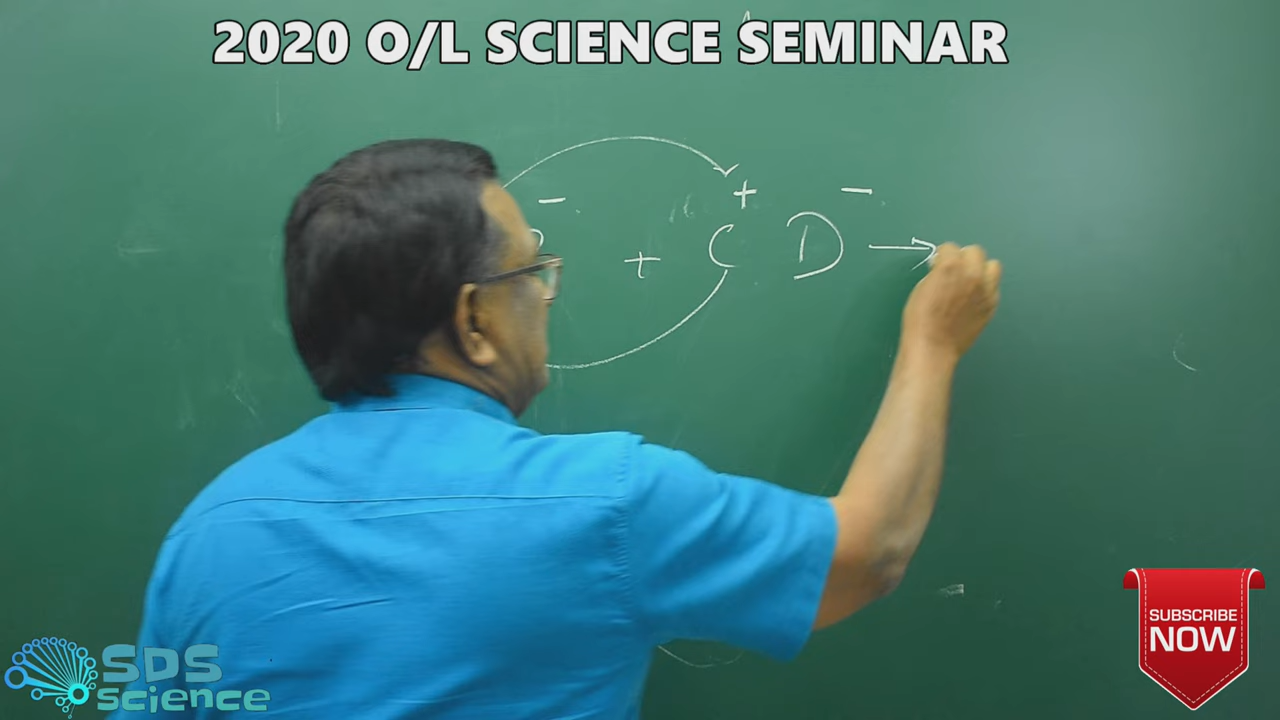 2020 O/L SCIENCE SEMINAR
+ −
−
+ C D →
SUBSCRIBE
NOW
SDS
science